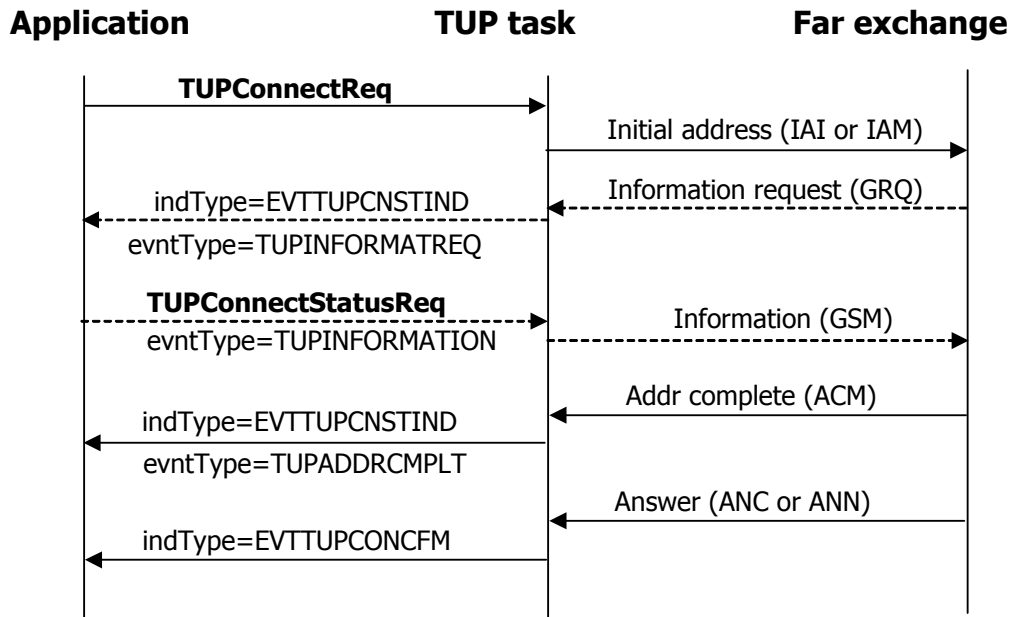 Application
TUP task
Far exchange
TUPConnectReq
Initial address (IAI or IAM)
Information request (GRQ)
indType=EVTTUPCNSTIND
evntType=TUPINFORMATREQ
TUPConnectStatusReq
evntType=TUPINFORMATION
Information (GSM)
Addr complete (ACM)
indType=EVTTUPCNSTIND
evntType=TUPADDRCMPLT
Answer (ANC or ANN)
indType=EVTTUPCONCFM